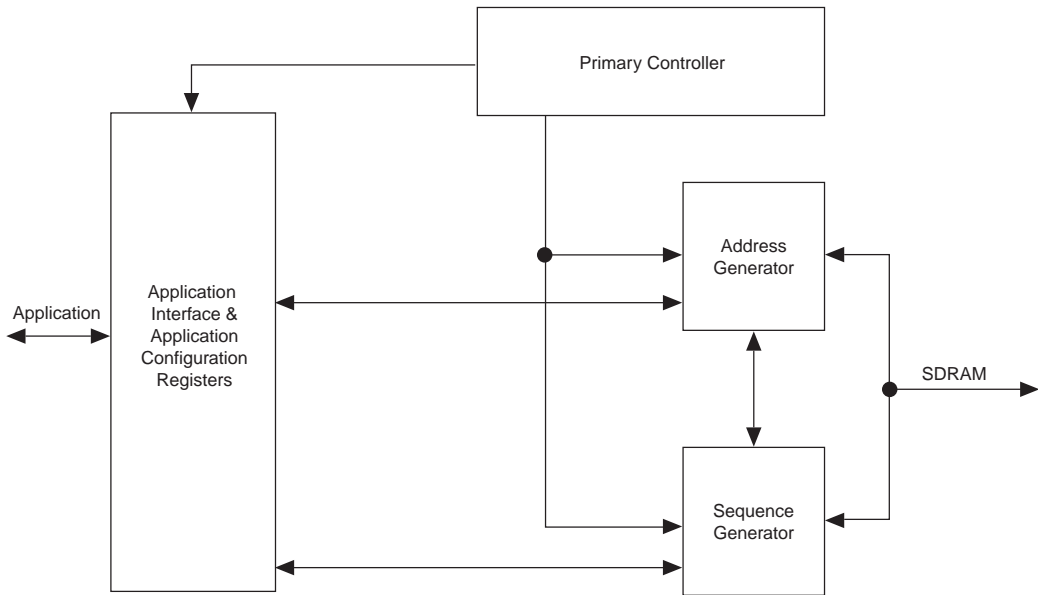 Primary Controller
Address
Generator
Application
Application
Interface &
Application
Configuration
Registers
SDRAM
Sequence
Generator